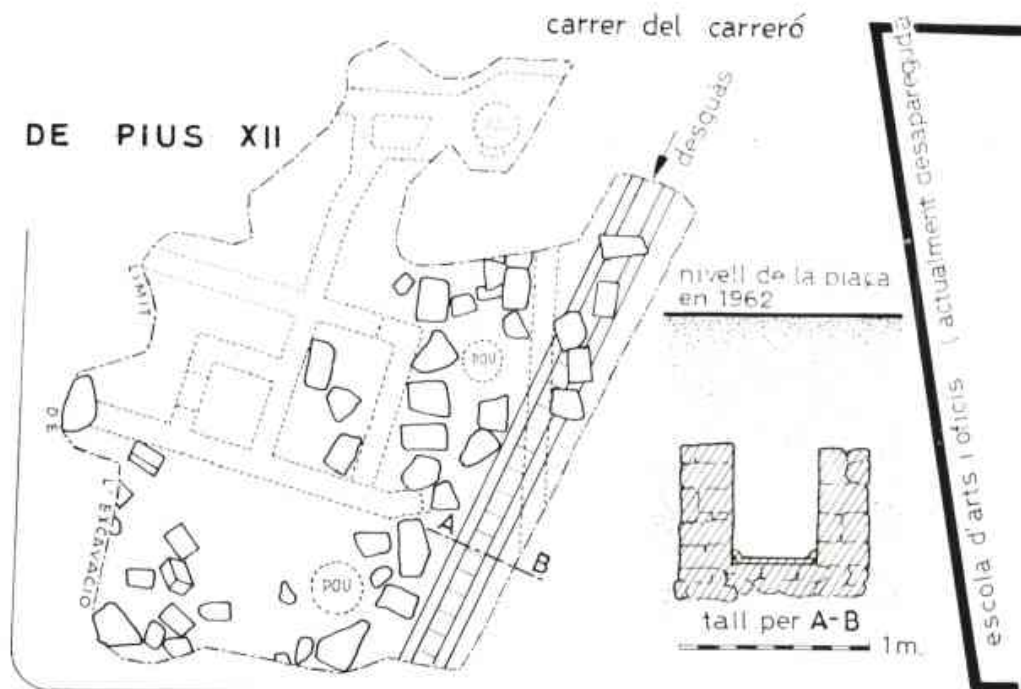 carrer del carreró
DE PIUS XII
desguàs
escola d'arts i oficis (actualment desapareguda
LIMIT
nivell de la plaça
en 1962
POU
DE
L'EXCAVACIÓ
A
B
POU
tall per A-B
1m.